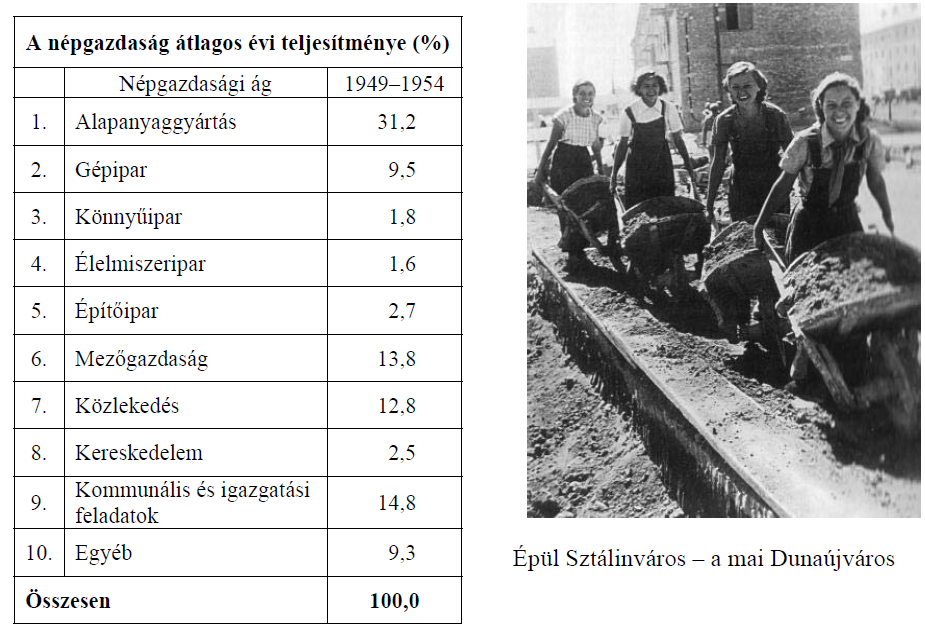 A népgazdaság átlagos évi teljesítménye (%)
Népgazdasági ág 1949–1954
1. Alapanyaggyártás 31,2
2. Gépipar 9,5
3. Könnyűipar 1,8
4. Élelmiszeripar 1,6
5. Építőipar 2,7
6. Mezőgazdaság 13,8
7. Közlekedés 12,8
8. Kereskedelem 2,5
9. Kommunális és igazgatási
feladatok 14,8
10. Egyéb 9,3
Összesen 100,0
Épül Sztálinváros – a mai Dunaújváros